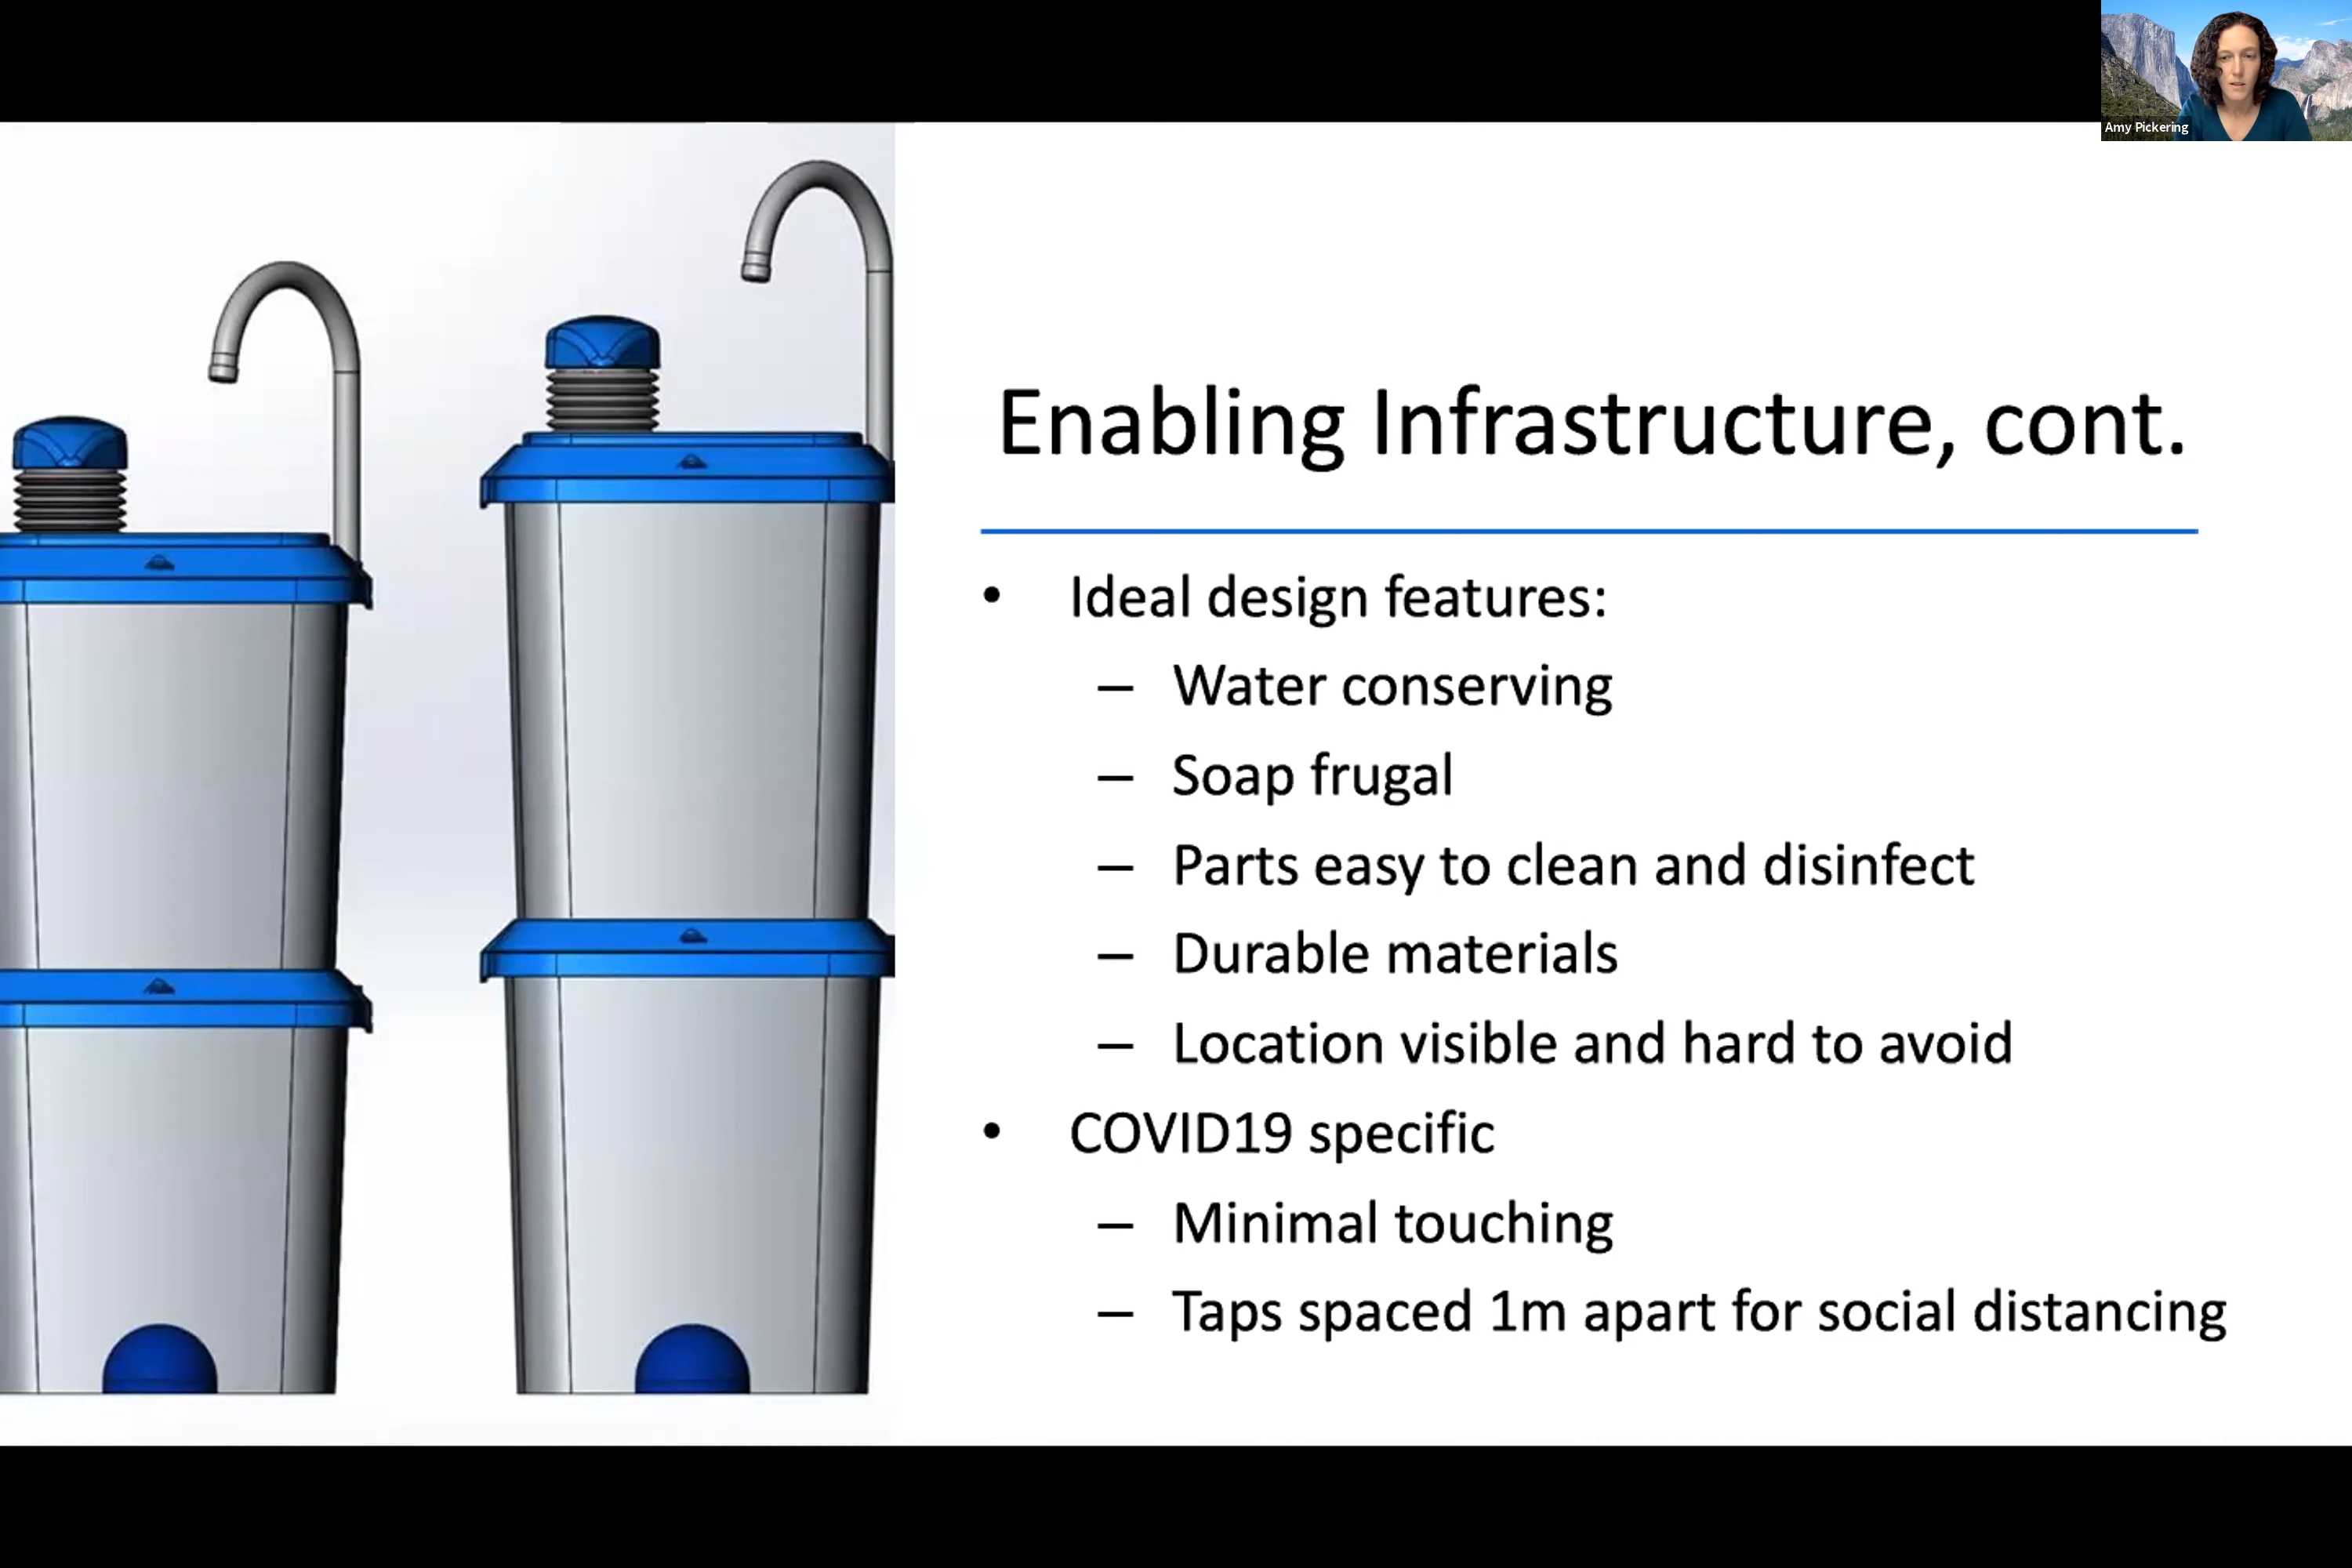 Amy Pickering
Enabling Infrastructure, cont.
• Ideal design features:
– Water conserving
– Soap frugal
– Parts easy to clean and disinfect
– Durable materials
– Location visible and hard to avoid
• COVID19 specific
– Minimal touching
– Taps spaced 1m apart for social distancing